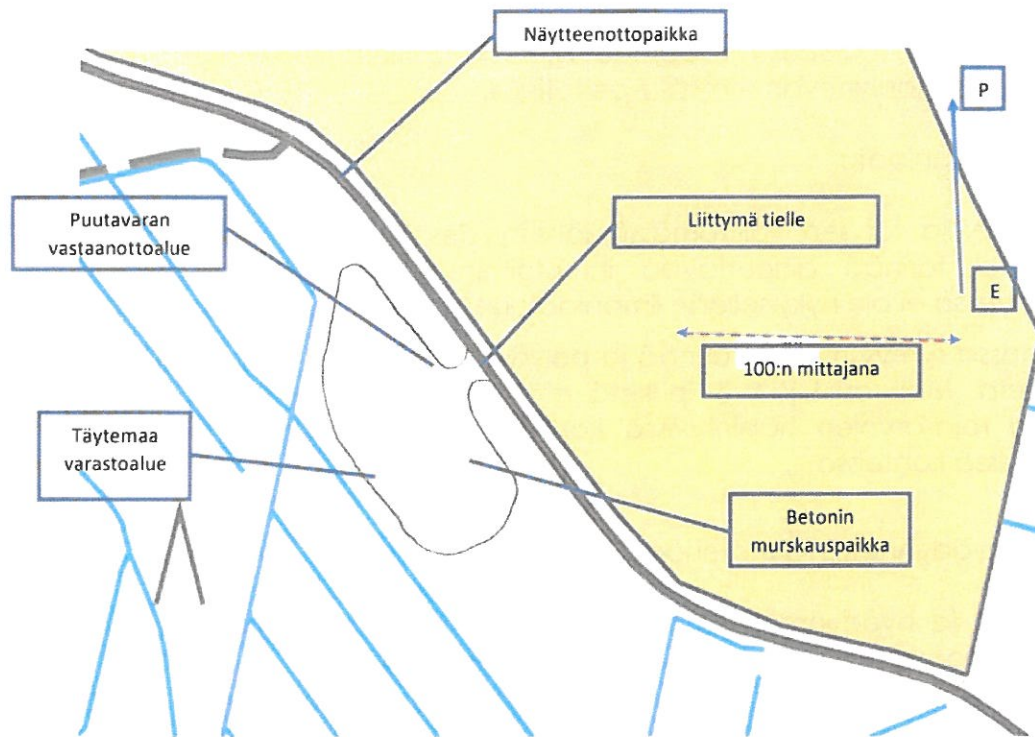 Näytteenottopaikka
P
Puutavaran
vastaanottoalue
Liittymä tielle
E
100:n mittajana
Täytemaa
varastoalue
Betonin
murskauspaikka